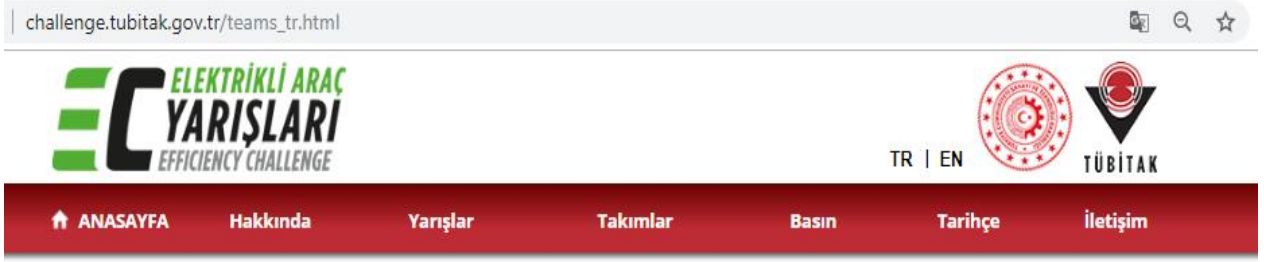 challenge.tubitak.gov.tr/teams_tr.html
ELEKTRİKLİ ARAÇ
YARIŞLARI
EFFICIENCY CHALLENGE
TR | EN
TÜBİTAK
ANASAYFA Hakkında Yarışlar Takımlar Basın Tarihçe İletişim